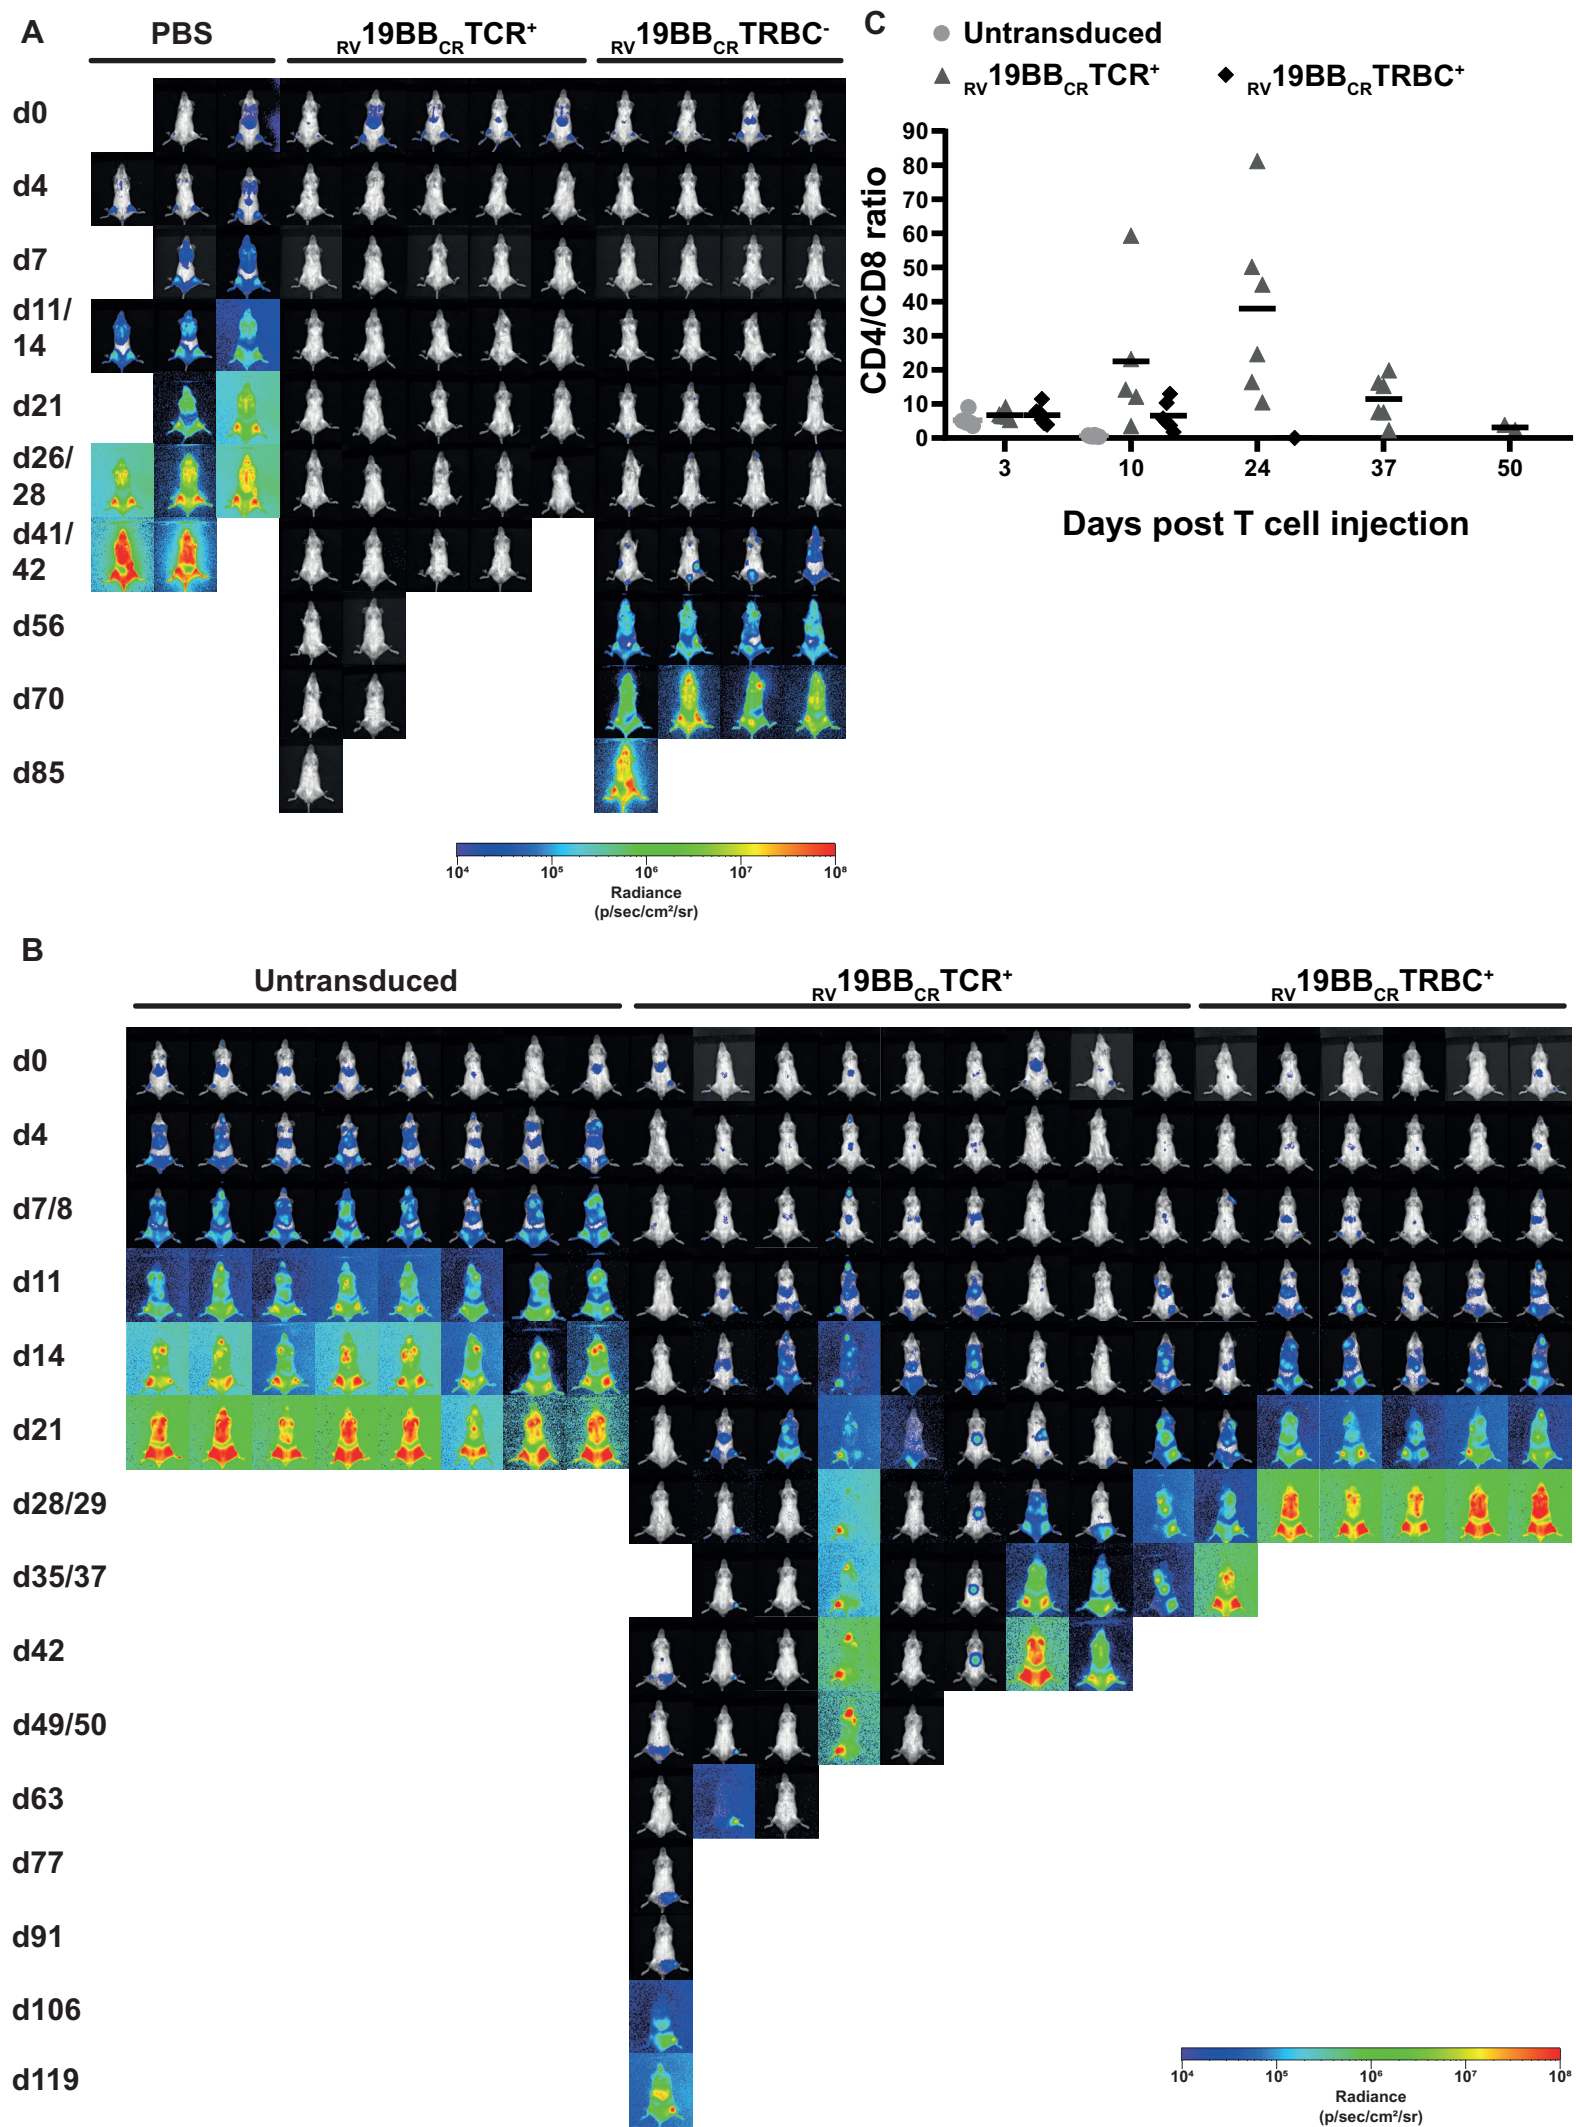 A
PBS
RV19BBCRTCR⁺
RV19BBCRTRBC⁻
d0
d4
d7
d11/
14
d21
d26/
28
d41/
42
d56
d70
d85
10⁴ 10⁵ 10⁶ 10⁷ 10⁸
Radiance
(p/sec/cm²/sr)
C
Untransduced
RV19BBCRTCR⁺
RV19BBCRTRBC⁺
CD4/CD8 ratio
90
80
70
60
50
40
30
20
10
0
3 10 24 37 50
Days post T cell injection
B
Untransduced
RV19BBCRTCR⁺
RV19BBCRTRBC⁺
d0
d4
d7/8
d11
d14
d21
d28/29
d35/37
d42
d49/50
d63
d77
d91
d106
d119
10⁴ 10⁵ 10⁶ 10⁷ 10⁸
Radiance
(p/sec/cm²/sr)